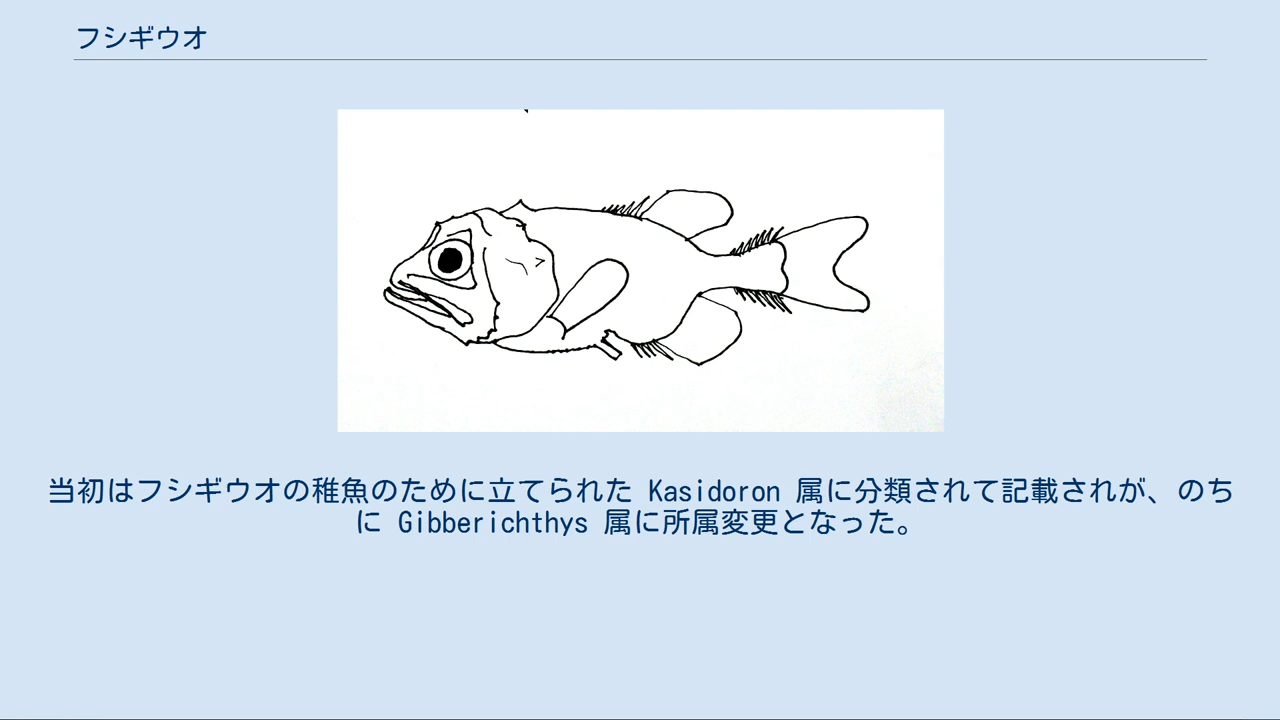 フシギウオ
当初はフシギウオの稚魚のために立てられた Kasidoron 属に分類されて記載されが、のち
に Gibberichthys 属に所属変更となった。